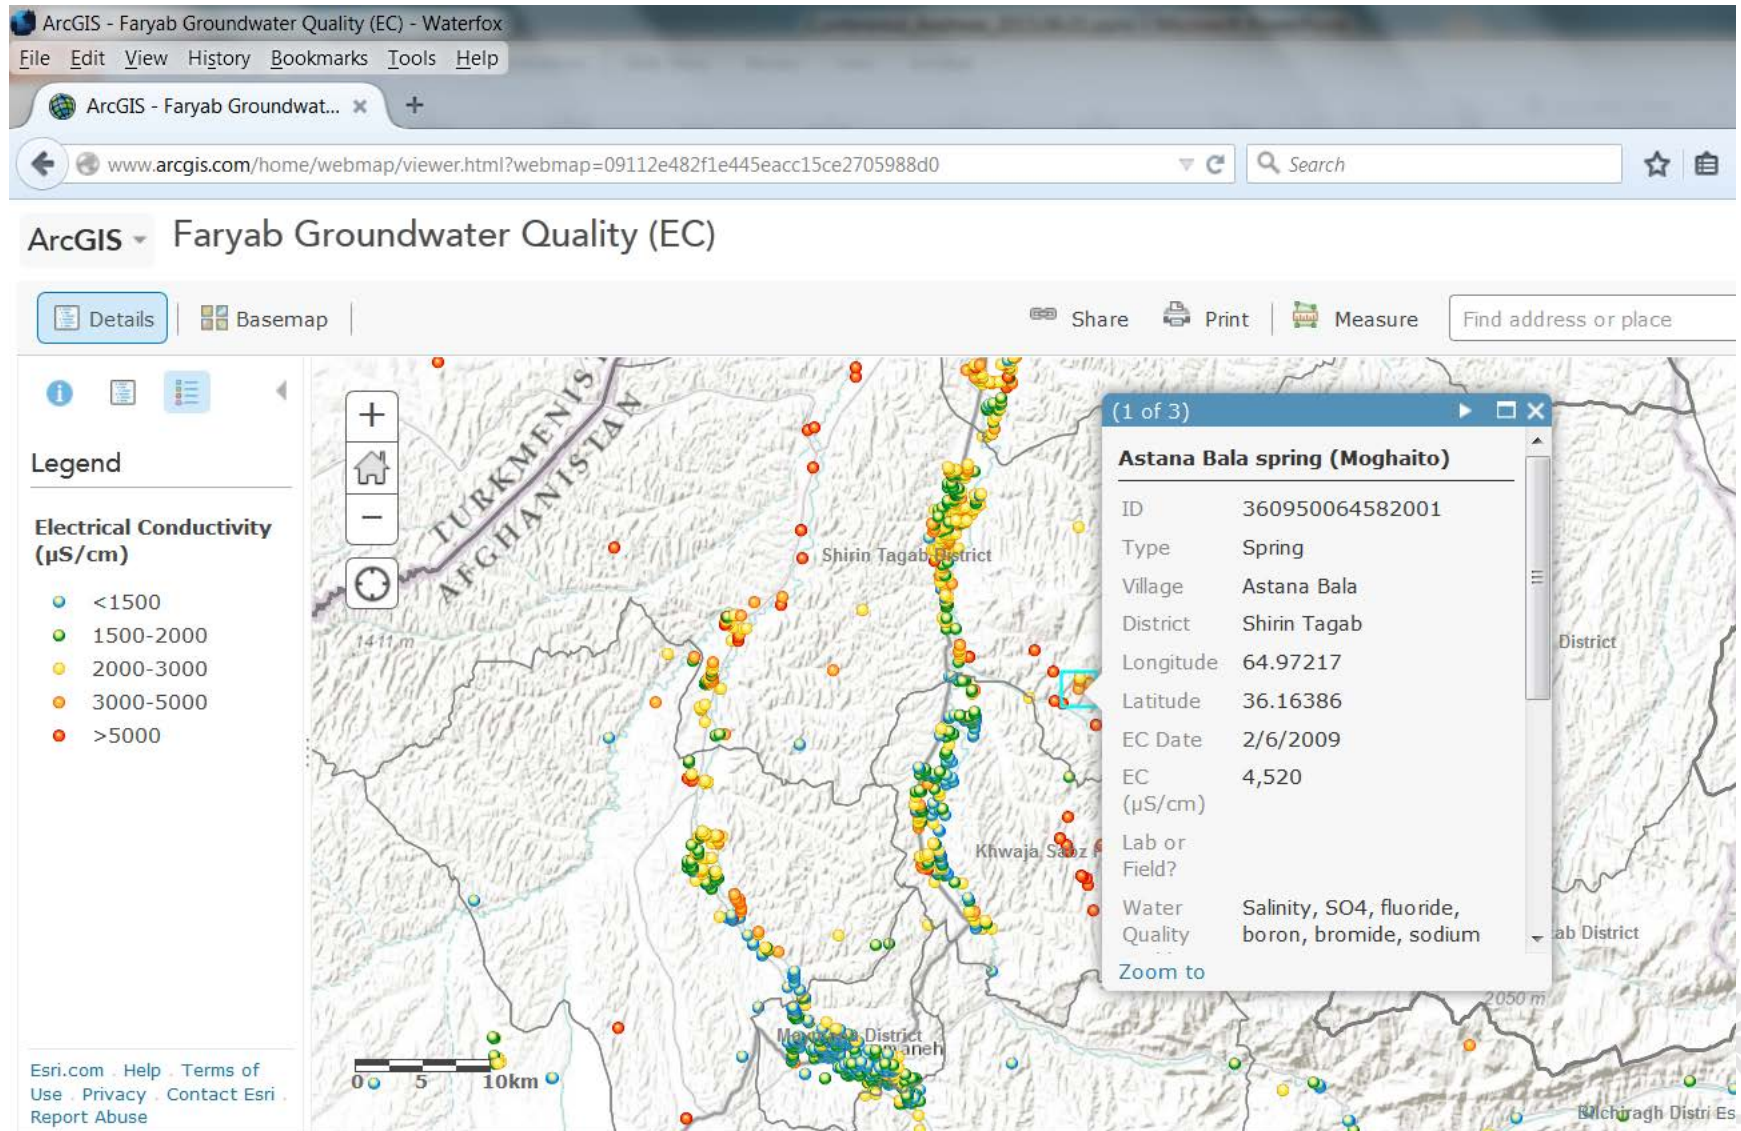 ArcGIS - Faryab Groundwater Quality (EC) - Waterfox
File Edit View History Bookmarks Tools Help
ArcGIS - Faryab Groundwat...
www.arcgis.com/home/webmap/viewer.html?webmap=09112e482f1e445eacc15ce2705988d0
Search
ArcGIS
Faryab Groundwater Quality (EC)
Details
Basemap
Share
Print
Measure
Find address or place
Legend
Electrical Conductivity
(µS/cm)
<1500
1500-2000
2000-3000
3000-5000
>5000
Esri.com . Help . Terms of
Use . Privacy . Contact Esri .
Report Abuse
TURKMENIS
AFGHANISTAN
1411 m
Shirin Tagab District
District
Khwaja Sabz
ab District
2050 m
District
maneh
0 5 10km
Bilchiragh Distri Es
(1 of 3)
Astana Bala spring (Moghaito)
ID 360950064582001
Type Spring
Village Astana Bala
District Shirin Tagab
Longitude 64.97217
Latitude 36.16386
EC Date 2/6/2009
EC 4,520
(µS/cm)
Lab or
Field?
Water Salinity, SO4, fluoride,
Quality boron, bromide, sodium
Zoom to